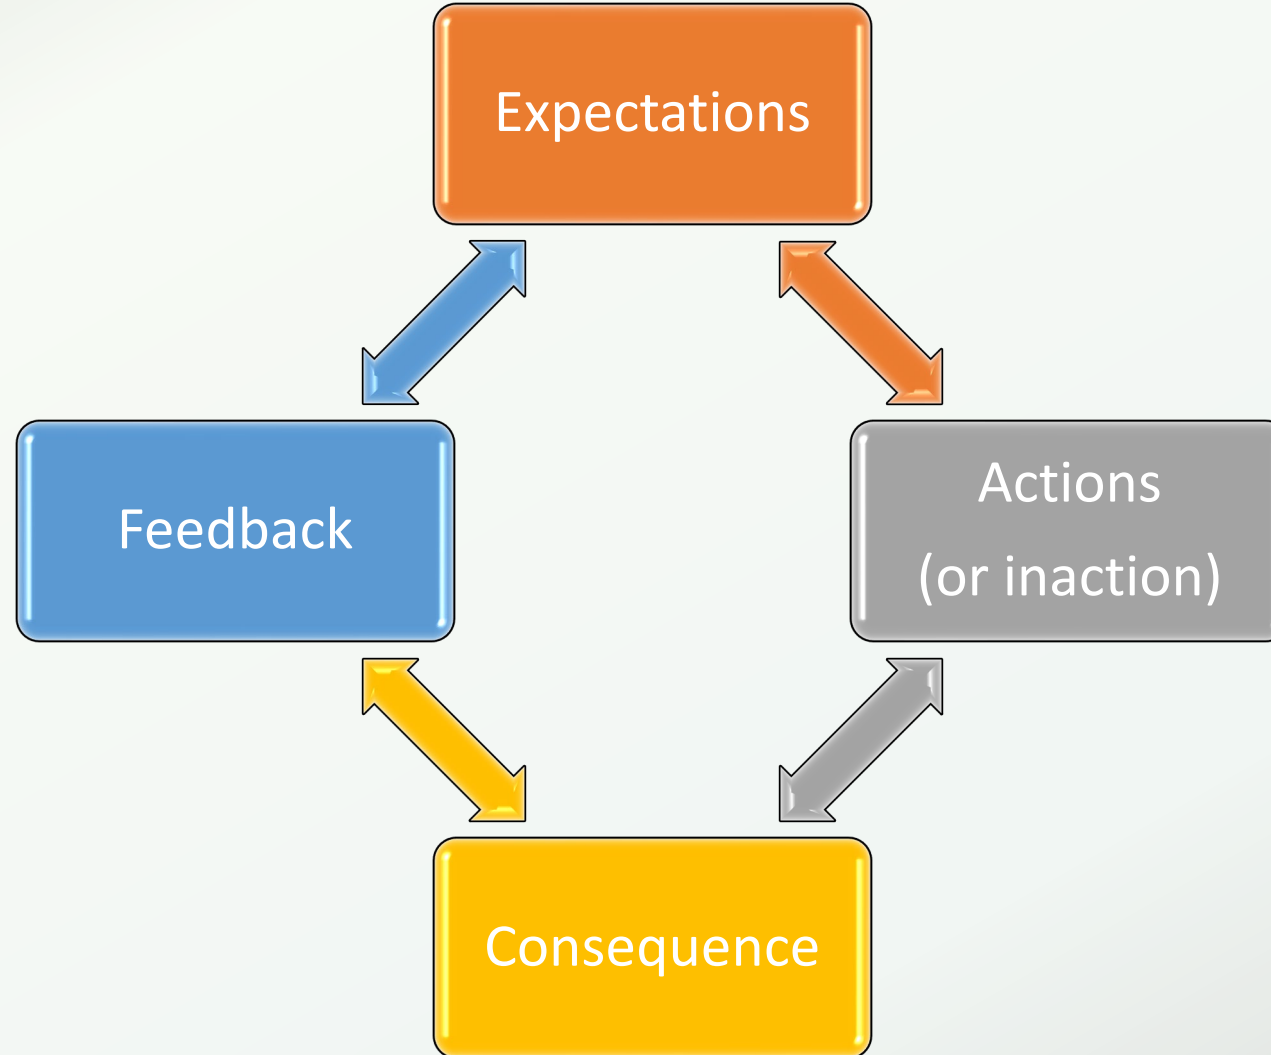 Expectations
Feedback
Actions
(or inaction)
Consequence